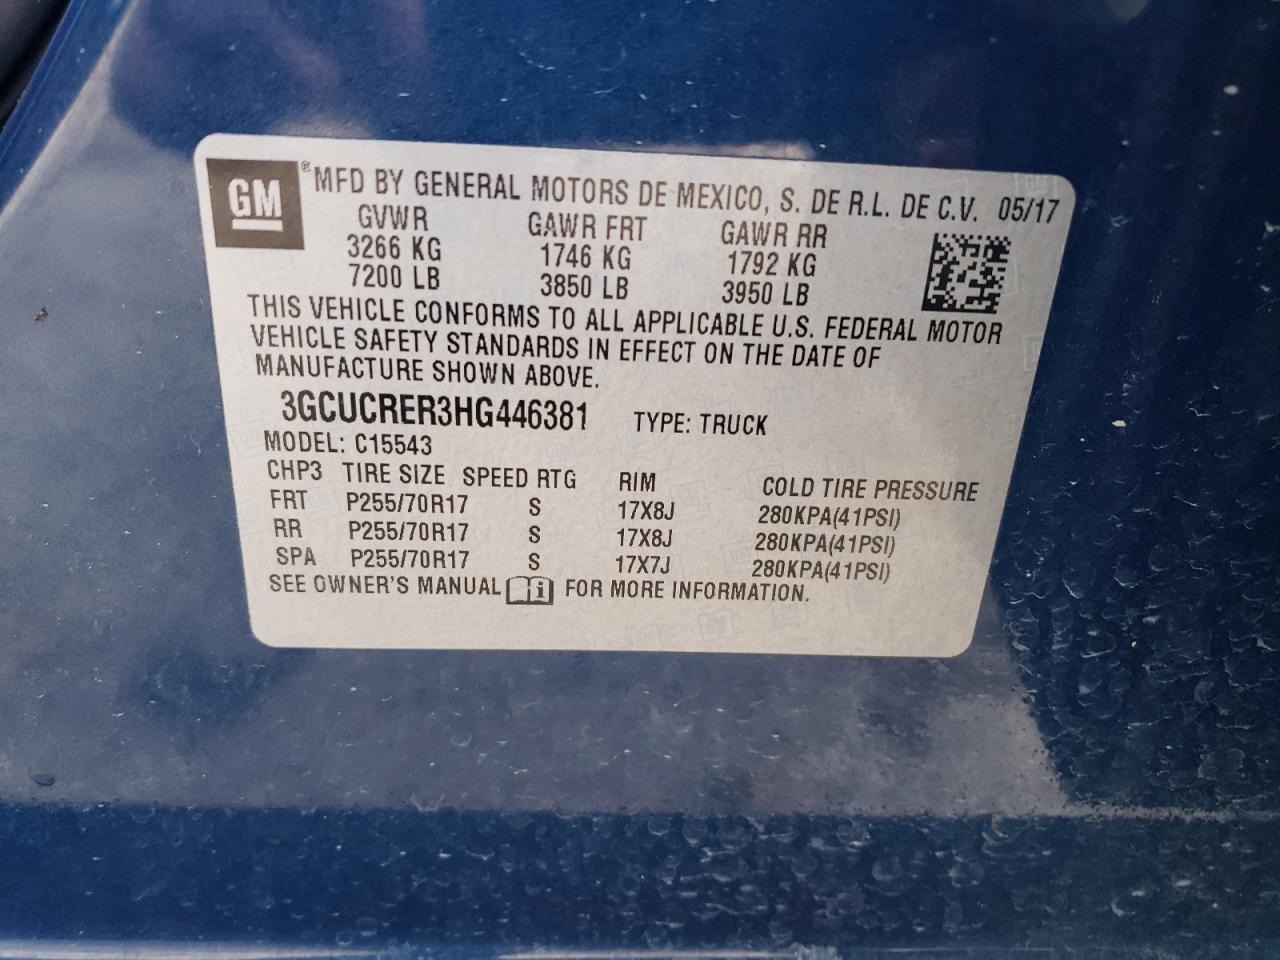 GM ® MFD BY GENERAL MOTORS DE MEXICO, S. DE R.L. DE C.V. 05/17
GVWR GAWR FRT GAWR RR
3266 KG 1746 KG 1792 KG
7200 LB 3850 LB 3950 LB
THIS VEHICLE CONFORMS TO ALL APPLICABLE U.S. FEDERAL MOTOR
VEHICLE SAFETY STANDARDS IN EFFECT ON THE DATE OF
MANUFACTURE SHOWN ABOVE.
3GCUCRER3HG446381 TYPE: TRUCK
MODEL: C15543
CHP3 TIRE SIZE SPEED RTG RIM COLD TIRE PRESSURE
FRT P255/70R17 S 17X8J 280KPA(41PSI)
RR P255/70R17 S 17X8J 280KPA(41PSI)
SPA P255/70R17 S 17X7J 280KPA(41PSI)
SEE OWNER'S MANUAL i FOR MORE INFORMATION.